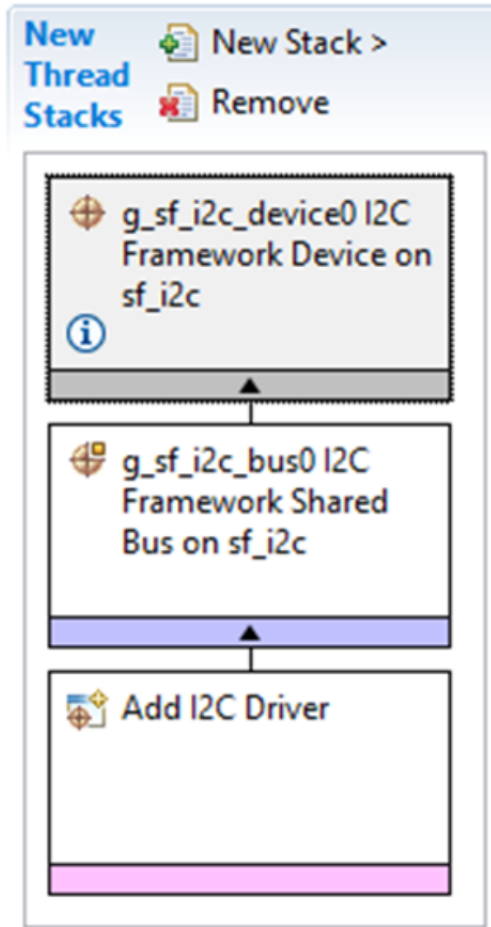 New
Thread
Stacks
New Stack >
Remove
g_sf_i2c_device0 I2C
Framework Device on
sf_i2c
g_sf_i2c_bus0 I2C
Framework Shared
Bus on sf_i2c
Add I2C Driver